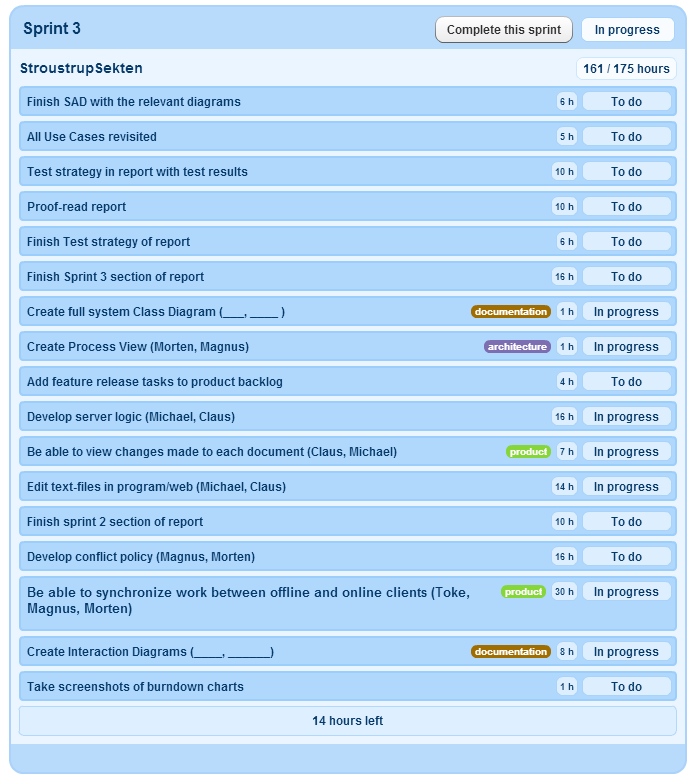 Sprint 3
Complete this sprint
In progress
StroustrupSekten
161 / 175 hours
Finish SAD with the relevant diagrams 6 h To do
All Use Cases revisited 5 h To do
Test strategy in report with test results 10 h To do
Proof-read report 10 h To do
Finish Test strategy of report 6 h To do
Finish Sprint 3 section of report 16 h To do
Create full system Class Diagram (___, ____ ) documentation 1 h In progress
Create Process View (Morten, Magnus) architecture 1 h In progress
Add feature release tasks to product backlog 4 h To do
Develop server logic (Michael, Claus) 16 h In progress
Be able to view changes made to each document (Claus, Michael) product 7 h In progress
Edit text-files in program/web (Michael, Claus) 14 h In progress
Finish sprint 2 section of report 10 h To do
Develop conflict policy (Magnus, Morten) 16 h To do
Be able to synchronize work between offline and online clients (Toke, product 30 h In progress
Magnus, Morten)
Create Interaction Diagrams (____, ______) documentation 8 h In progress
Take screenshots of burndown charts 1 h To do
14 hours left